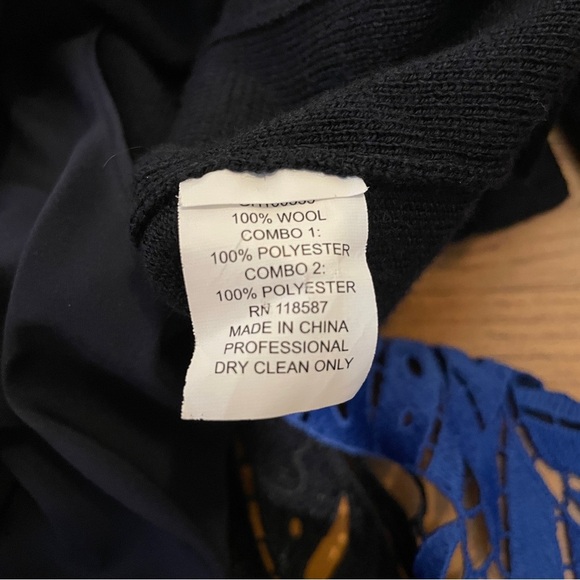 100% WOOL
COMBO 1:
100% POLYESTER
COMBO 2:
100% POLYESTER
RN 118587
MADE IN CHINA
PROFESSIONAL
DRY CLEAN ONLY